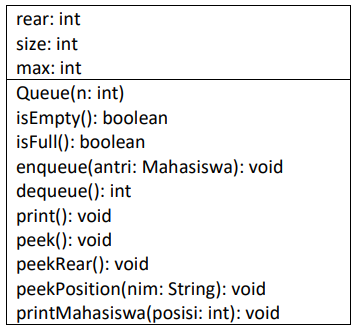 rear: int
size: int
max: int
Queue(n: int)
isEmpty(): boolean
isFull(): boolean
enqueue(antri: Mahasiswa): void
dequeue(): int
print(): void
peek(): void
peekRear(): void
peekPosition(nim: String): void
printMahasiswa(posisi: int): void